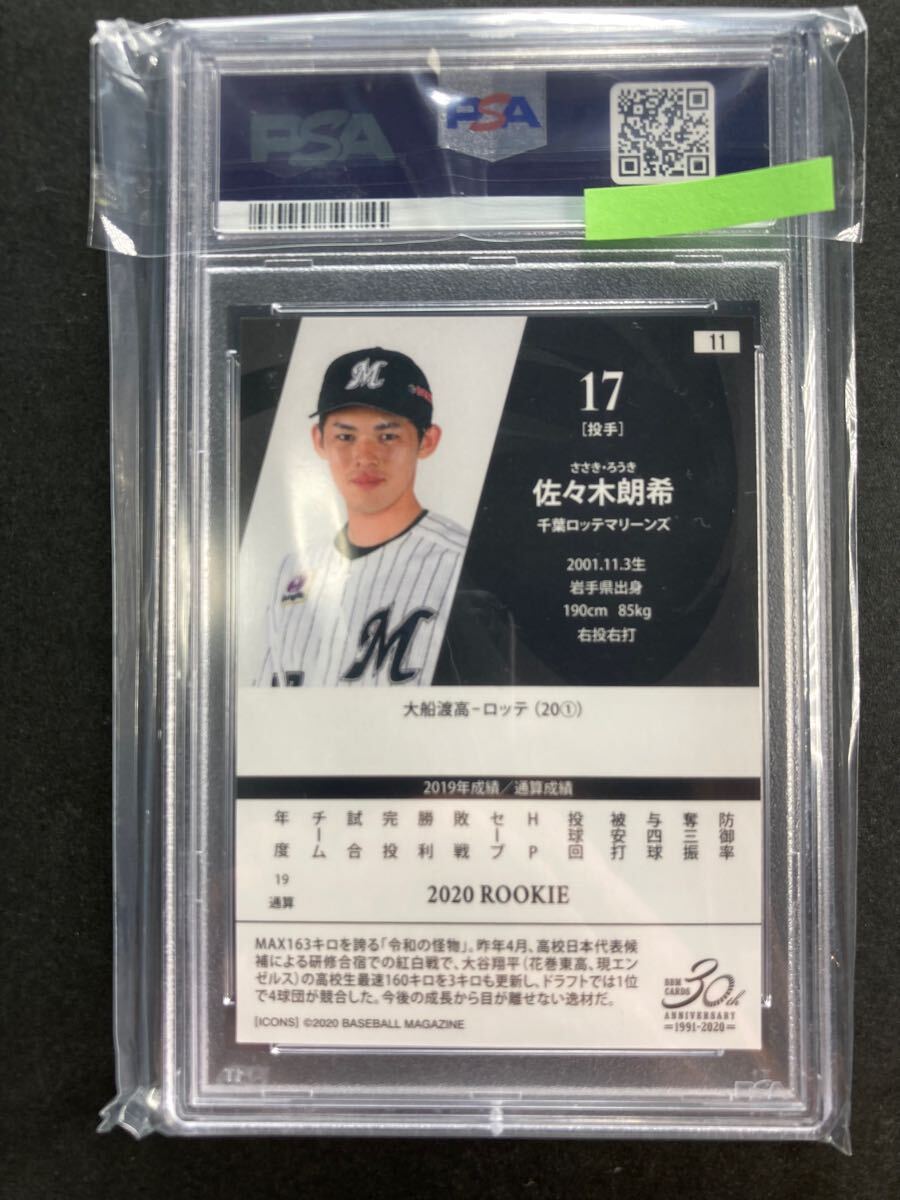 PSA
PSA
11
17
[投手]
ささき・ろうき
佐々木朗希
千葉ロッテマリーンズ
2001.11.3生
岩手県出身
190cm 85kg
右投右打
M
M
大船渡高－ロッテ（20①）
2019年成績／通算成績
年度 チーム 試合 完投 勝利 敗戦 セーブ HP 投球回 被安打 与四球 奪三振 防御率
19
通算
2020 ROOKIE
MAX163キロを誇る「令和の怪物」。昨年4月、高校日本代表候
補による研修合宿での紅白戦で、大谷翔平（花巻東高、現エン
ゼルス）の高校生最速160キロを3キロも更新し、ドラフトでは1位
で4球団が競合した。今後の成長から目が離せない逸材だ。
BBM
CARDS
30th
ANNIVERSARY
1991-2020
[ICONS] ©2020 BASEBALL MAGAZINE
PSA